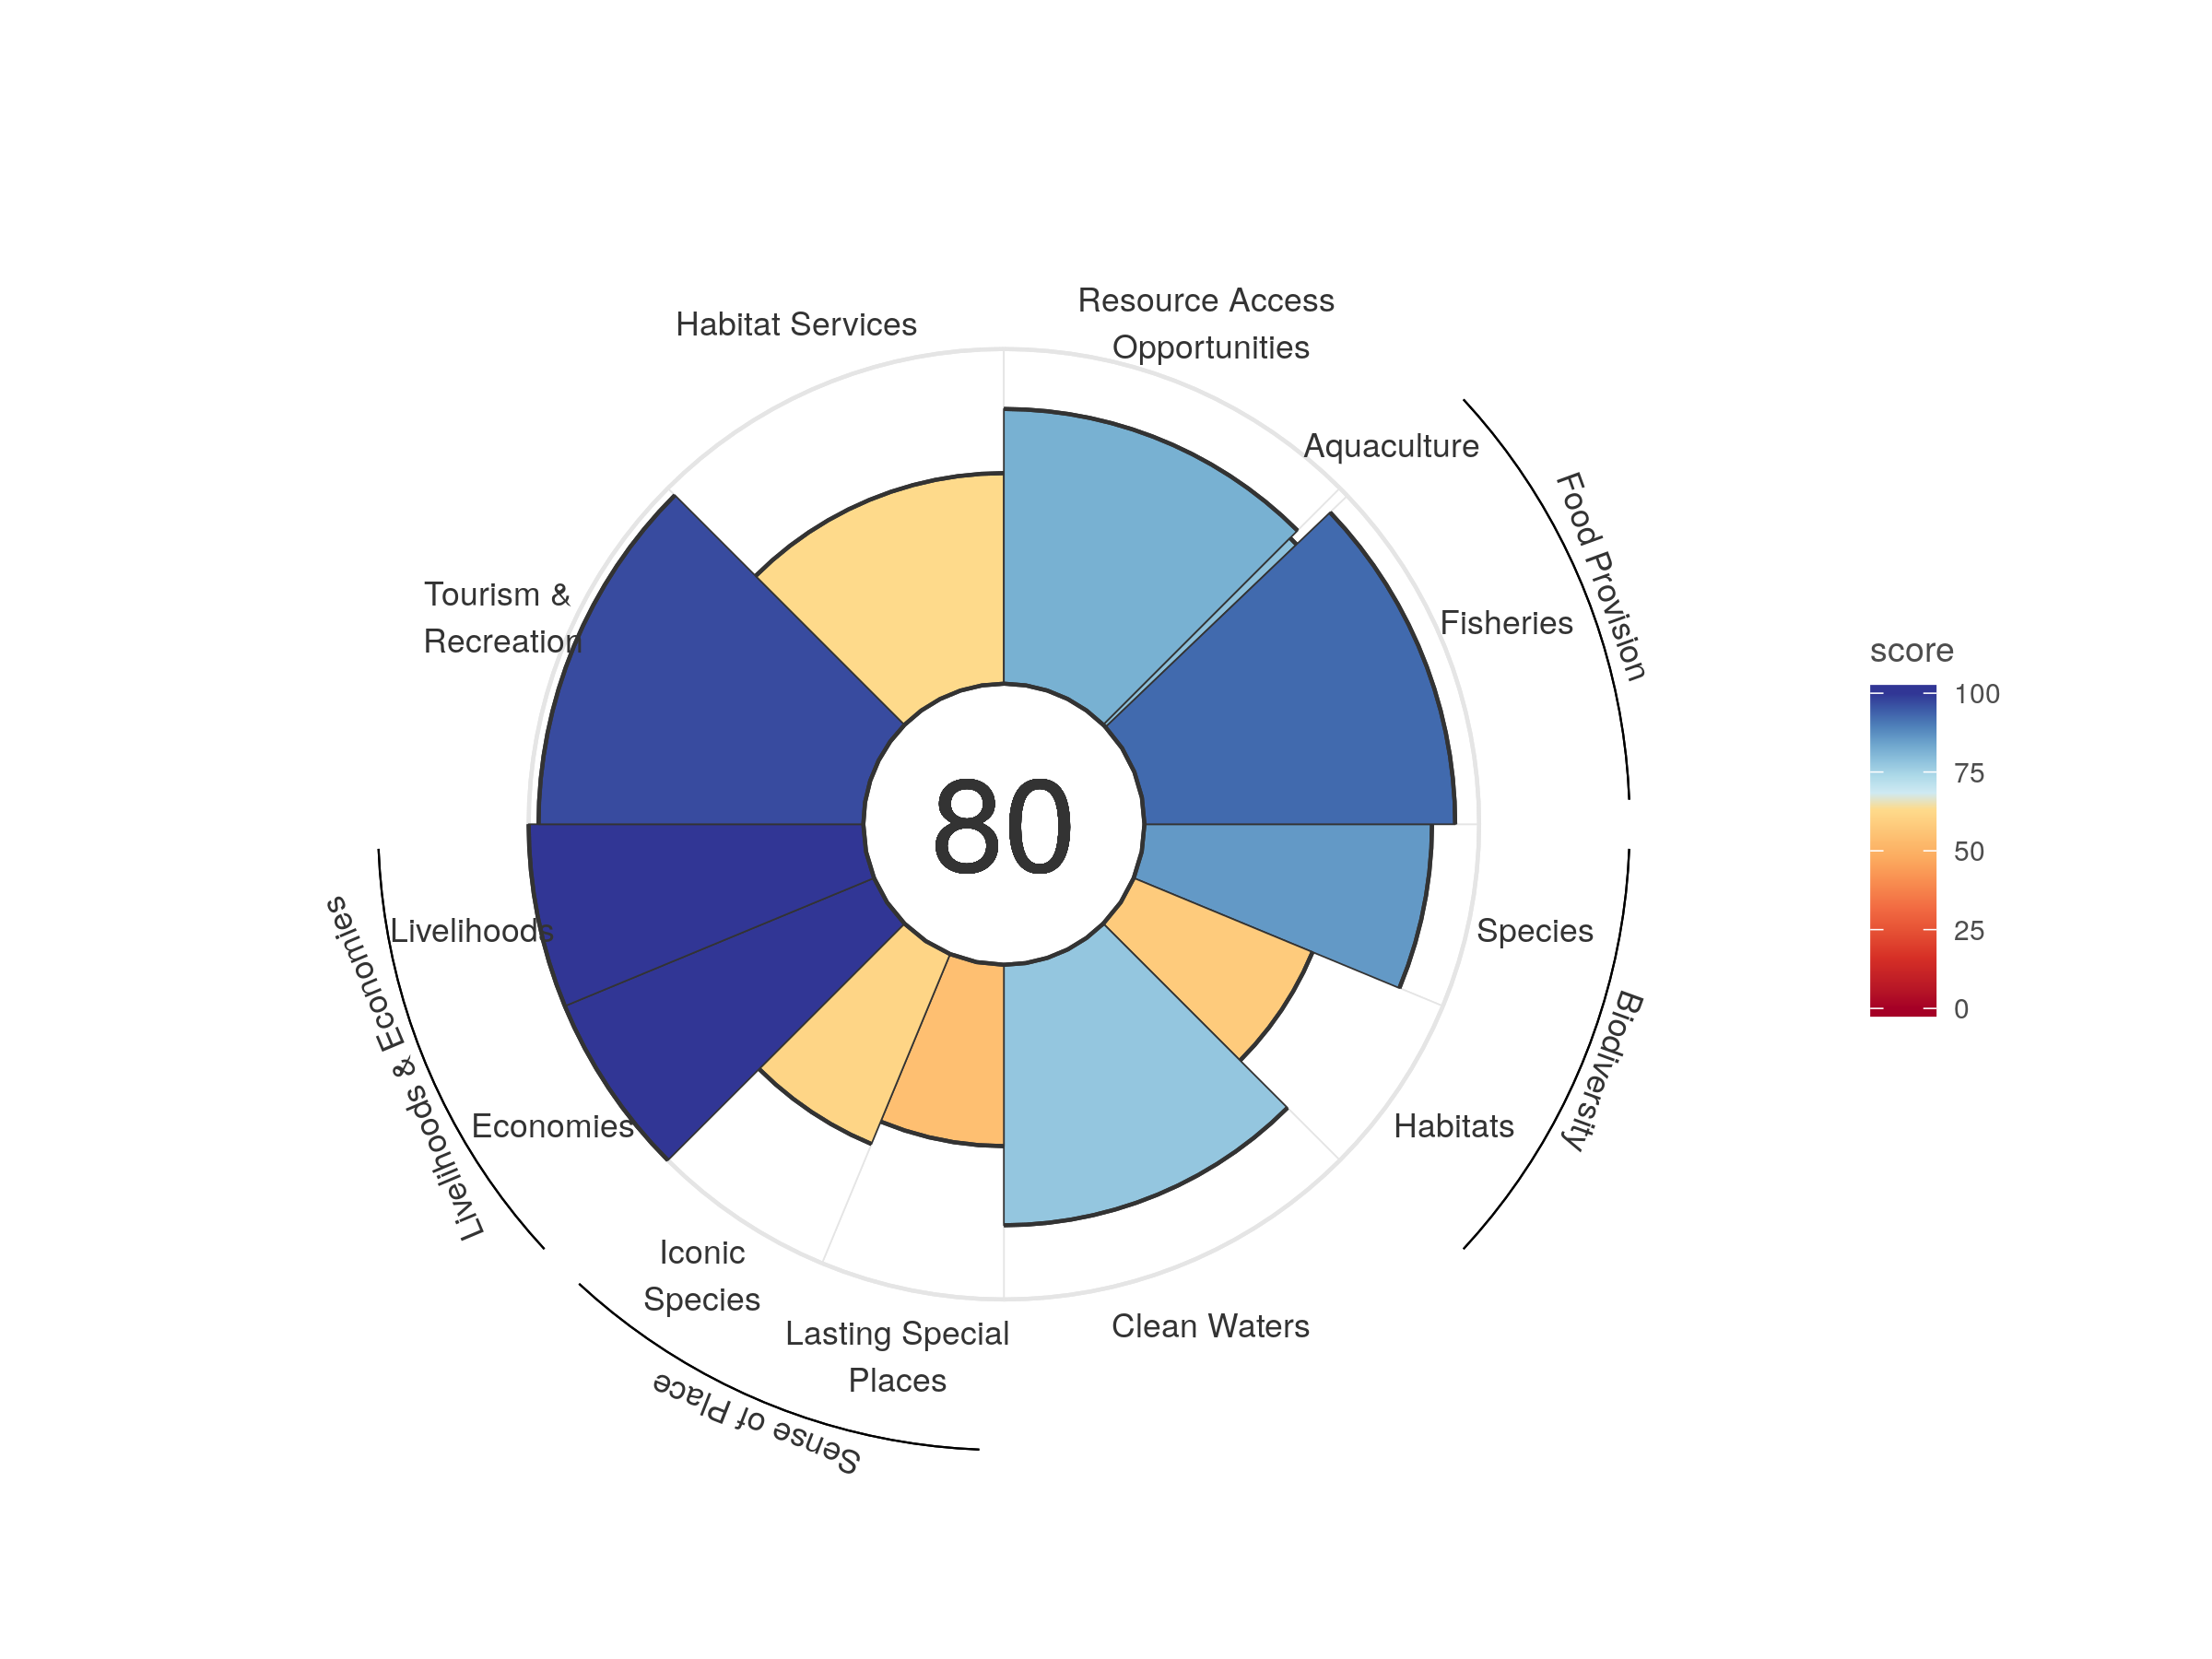 Resource Access
Opportunities
Habitat Services
Aquaculture
Food Provision
Tourism &
Recreation
Fisheries
score
100
75
50
25
0
80
Livelihoods
Species
Livelihoods & Economies
Biodiversity
Economies
Habitats
Iconic
Species
Lasting Special
Places
Clean Waters
Sense of Place